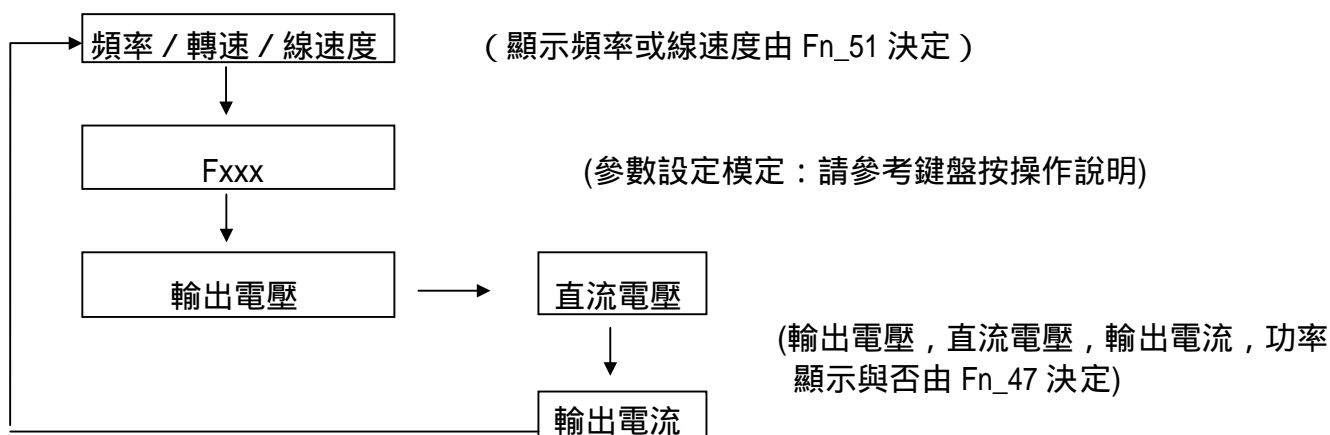 頻率／轉速／線速度
（顯示頻率或線速度由 Fn_51 決定）
Fxxx
(參數設定模定：請參考鍵盤按操作說明)
輸出電壓
直流電壓
(輸出電壓，直流電壓，輸出電流，功率
顯示與否由 Fn_47 決定)
輸出電流